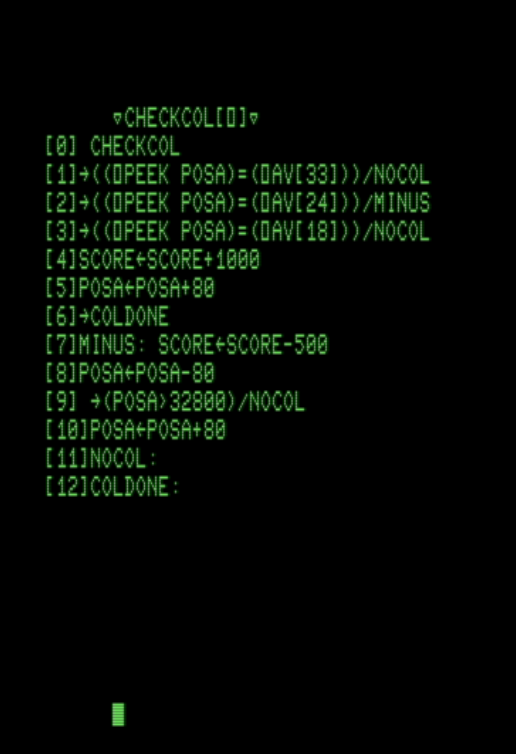 ∇CHECKCOL[⎕]∇
[0] CHECKCOL
[1]→((⎕PEEK POSA)=(⎕AV[33]))/NOCOL
[2]→((⎕PEEK POSA)=(⎕AV[24]))/MINUS
[3]→((⎕PEEK POSA)=(⎕AV[18]))/NOCOL
[4]SCORE←SCORE+1000
[5]POSA←POSA+80
[6]→COLDONE
[7]MINUS: SCORE←SCORE-500
[8]POSA←POSA-80
[9] →(POSA>32800)/NOCOL
[10]POSA←POSA+80
[11]NOCOL:
[12]COLDONE: